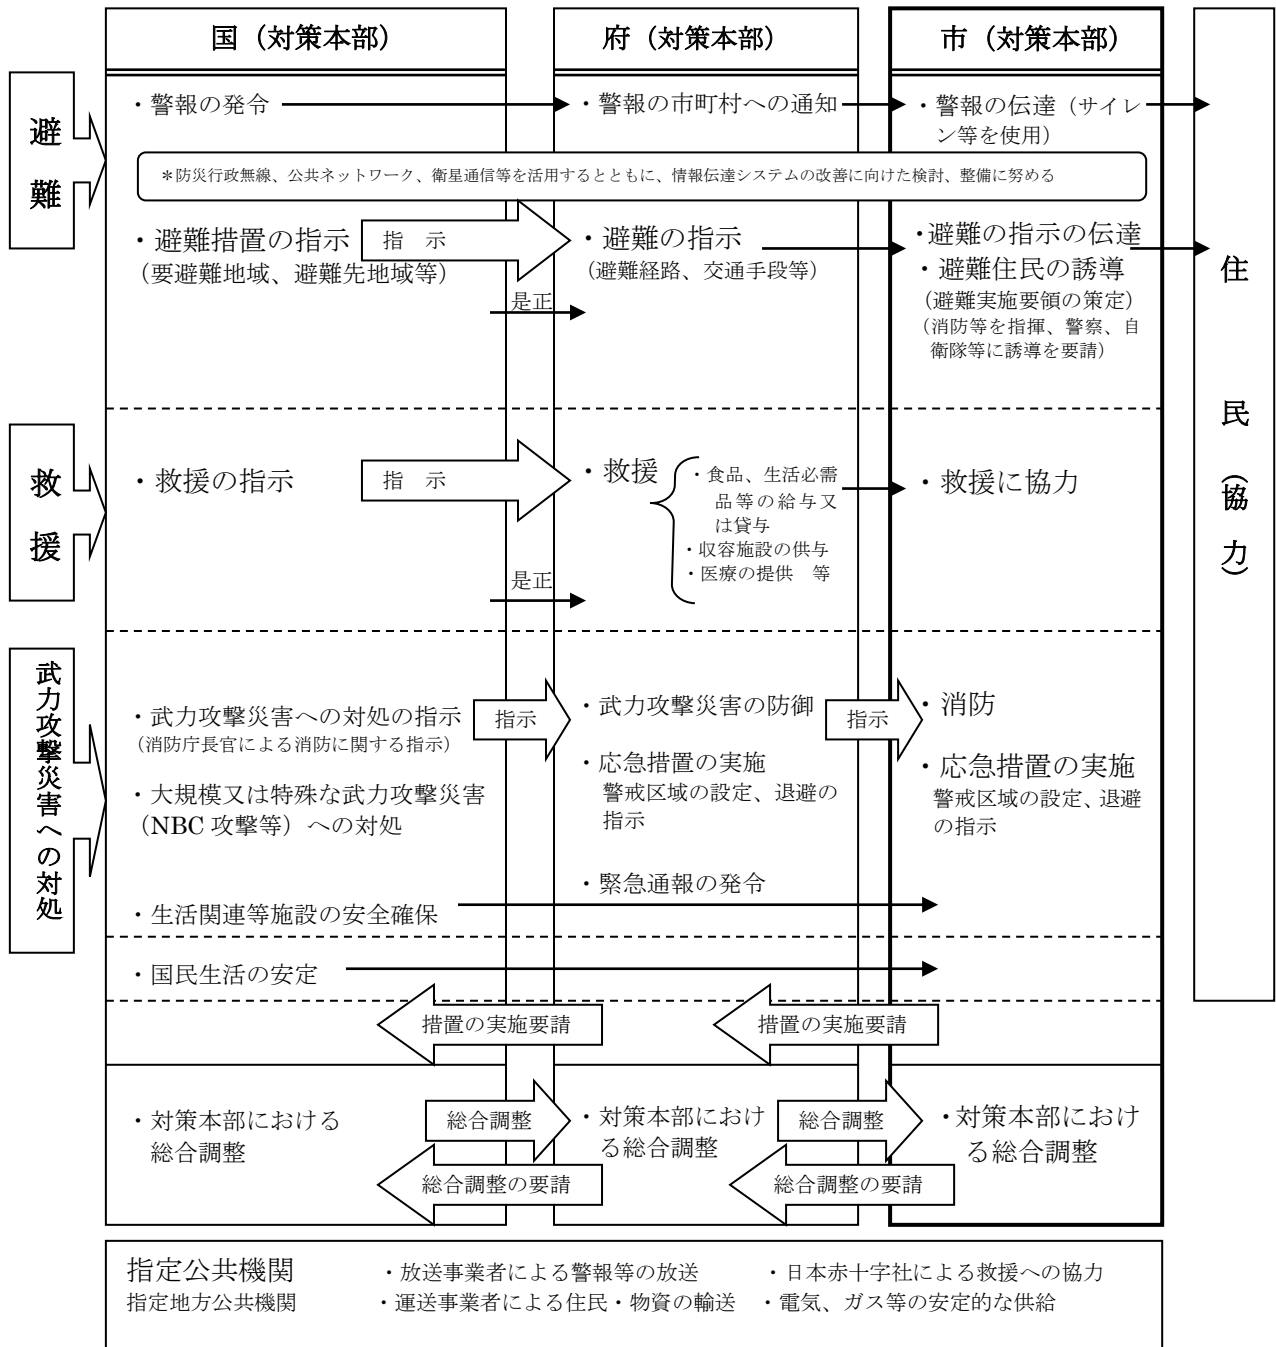 国（対策本部）
府（対策本部）
市（対策本部）
避難
・警報の発令
・警報の市町村への通知
・警報の伝達（サイレ
ン等を使用）
＊防災行政無線、公共ネットワーク、衛星通信等を活用するとともに、情報伝達システムの改善に向けた検討、整備に努める
・避難措置の指示
（要避難地域、避難先地域等）
指　示
是正
・避難の指示
（避難経路、交通手段等）
・避難の指示の伝達
・避難住民の誘導
（避難実施要領の策定）
（消防等を指揮、警察、自
衛隊等に誘導を要請）
住民（協力）
救援
・救援の指示
指　示
是正
・救援
・食品、生活必需
品等の給与又
は貸与
・収容施設の供与
・医療の提供　等
・救援に協力
武力攻撃災害への対処
・武力攻撃災害への対処の指示
（消防庁長官による消防に関する指示）
・大規模又は特殊な武力攻撃災害
（NBC 攻撃等）への対処
・生活関連等施設の安全確保
指示
・武力攻撃災害の防御
・応急措置の実施
警戒区域の設定、退避の
指示
・緊急通報の発令
指示
・消防
・応急措置の実施
警戒区域の設定、退避
の指示
・国民生活の安定
措置の実施要請
措置の実施要請
・対策本部における
総合調整
総合調整
総合調整の要請
・対策本部におけ
る総合調整
総合調整
総合調整の要請
・対策本部におけ
る総合調整
指定公共機関
・放送事業者による警報等の放送
・日本赤十字社による救援への協力
指定地方公共機関
・運送事業者による住民・物資の輸送
・電気、ガス等の安定的な供給